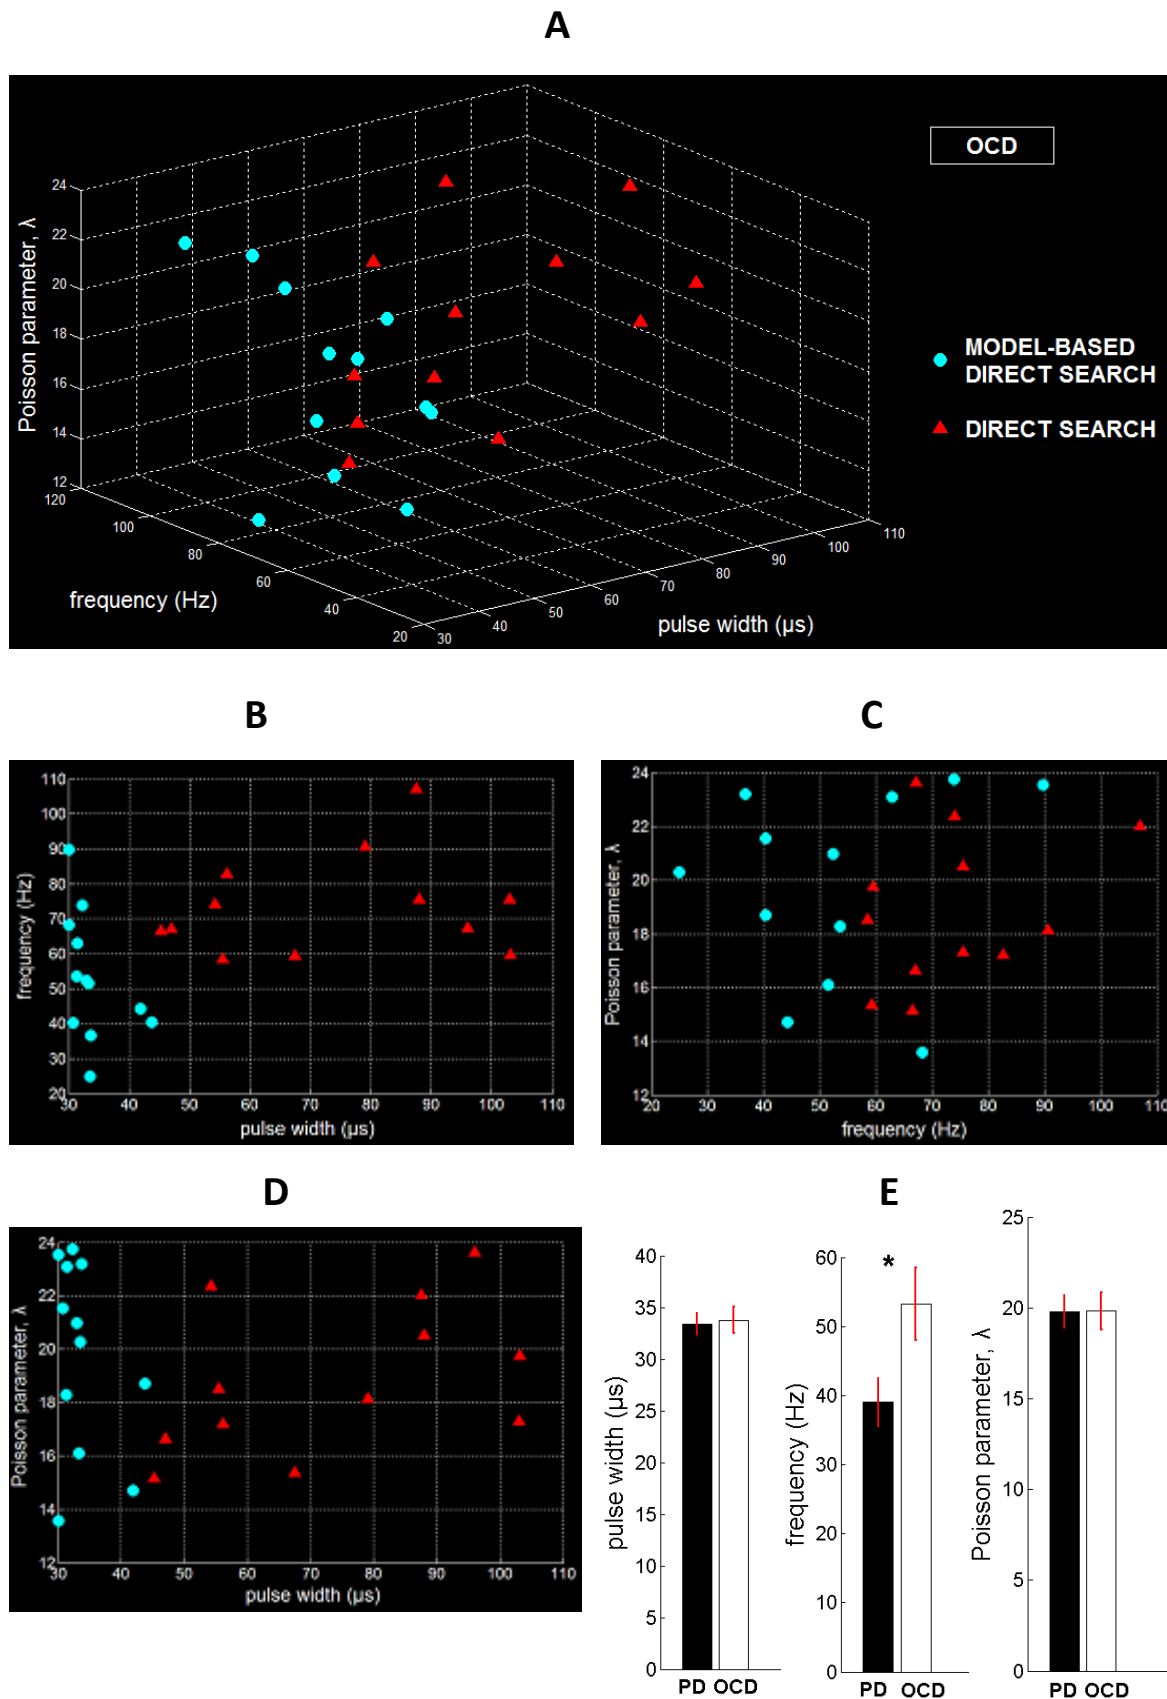 A
OCD
24
22
20
18
16
14
12
Poisson parameter, λ
120
100
80
60
40
20
frequency (Hz)
30
40
50
60
70
80
90
100
110
pulse width (µs)
MODEL-BASED
DIRECT SEARCH
DIRECT SEARCH
B
110
100
90
80
70
60
50
40
30
20
frequency (Hz)
30 40 50 60 70 80 90 100 110
pulse width (µs)
C
24
22
20
18
16
14
12
Poisson parameter, λ
20 30 40 50 60 70 80 90 100 110
frequency (Hz)
D
24
22
20
18
16
14
12
Poisson parameter, λ
30 40 50 60 70 80 90 100 110
pulse width (µs)
E
40
35
30
25
20
15
10
5
0
pulse width (µs)
PD OCD
60
50
40
30
20
10
0
frequency (Hz)
*
PD OCD
25
20
15
10
5
0
Poisson parameter, λ
PD OCD